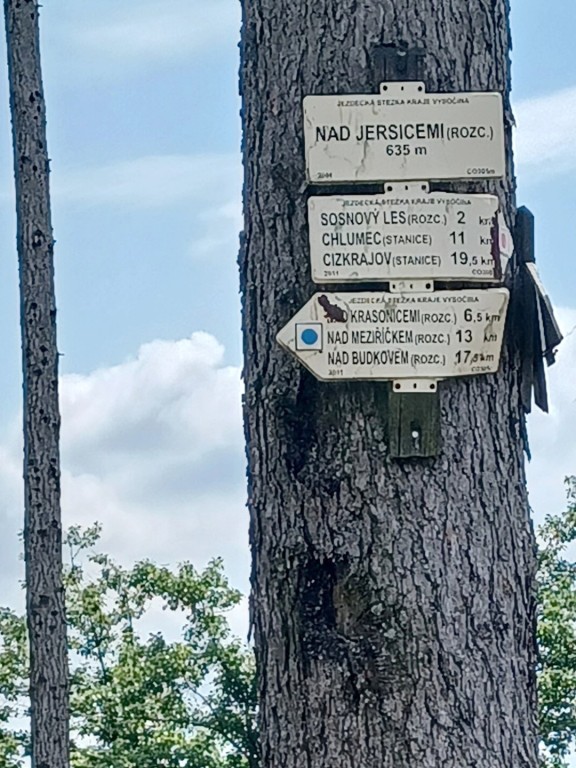 JEZDECKÁ STEZKA KRAJE VYSOČINA
NAD JERSICEMI (ROZC.)
635 m
JEZDECKÁ STEZKA KRAJE VYSOČINA
SOSNOVÝ LES (ROZC.) 2 km
CHLUMEC (STANICE) 11 km
CIZKRAJOV (STANICE) 19,5 km
2011
JEZDECKÁ STEZKA KRAJE VYSOČINA
KRASONICEMI (ROZC.) 6,5 km
NAD MEZIŘÍČKEM (ROZC.) 13 km
NAD BUDKOVEM (ROZC.) 17,5 km
2011